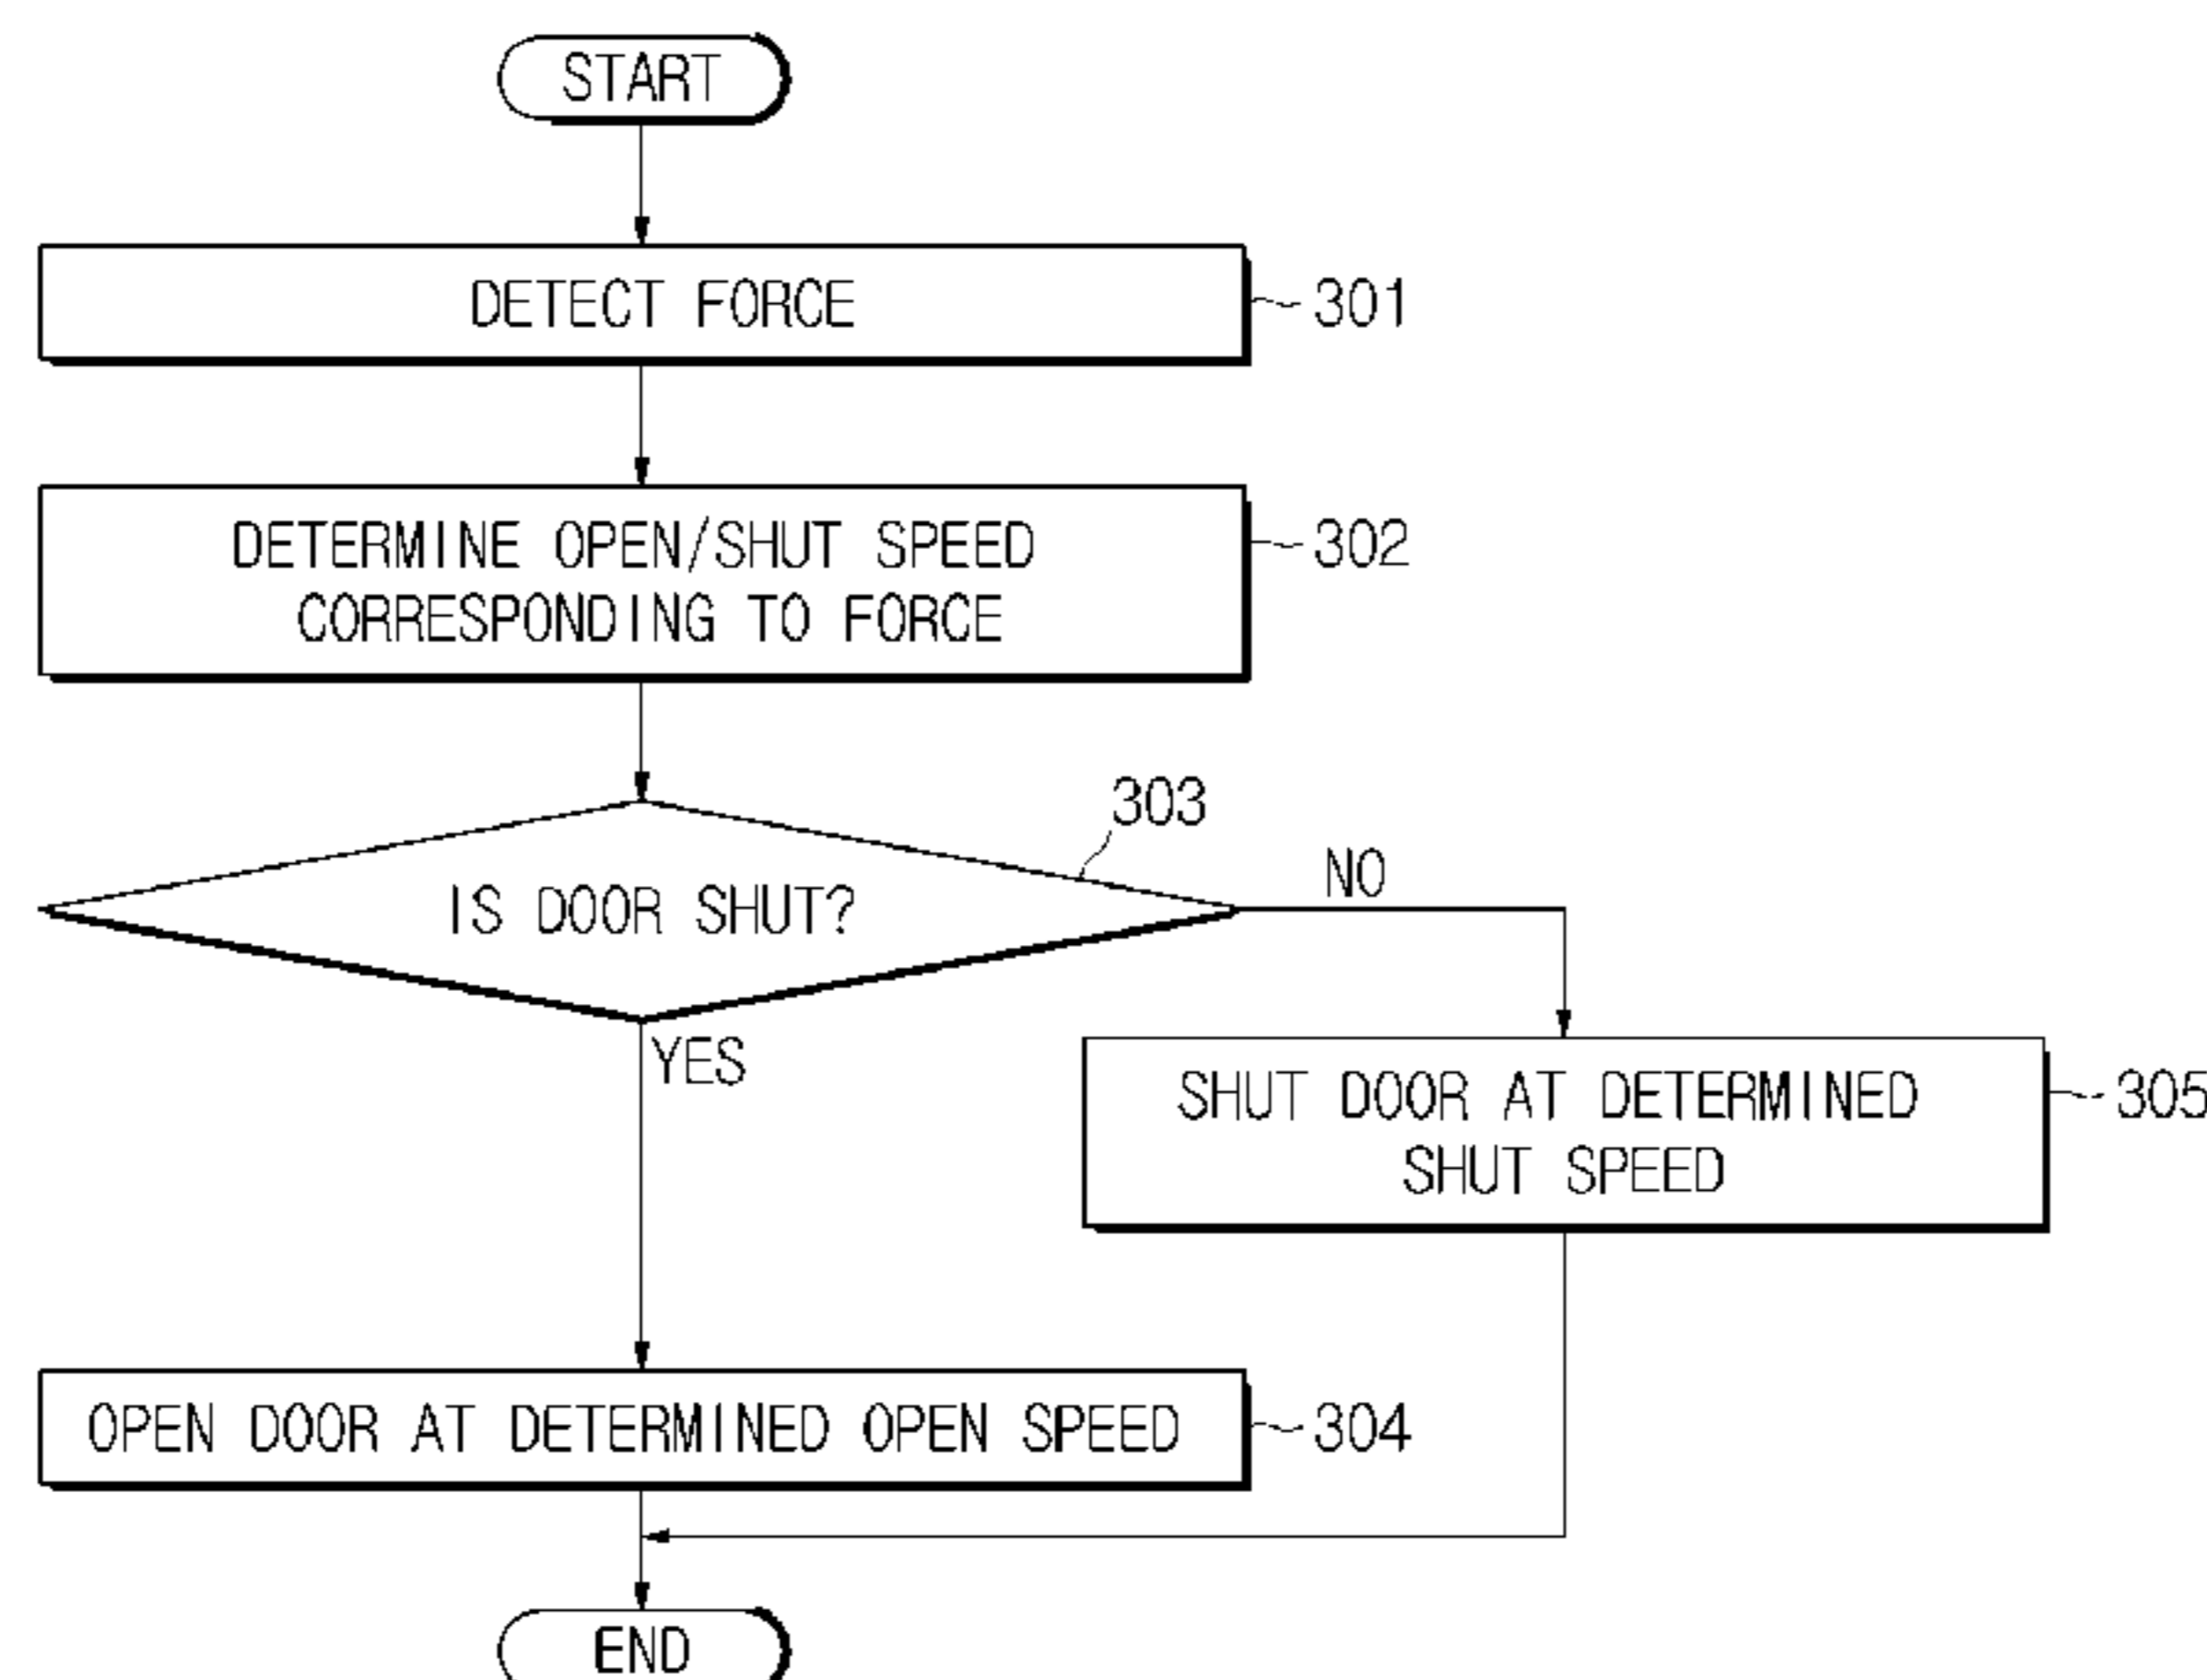 START
DETECT FORCE
301
DETERMINE OPEN/SHUT SPEED
CORRESPONDING TO FORCE
302
303
IS DOOR SHUT?
NO
YES
SHUT DOOR AT DETERMINED
SHUT SPEED
305
OPEN DOOR AT DETERMINED OPEN SPEED
304
END